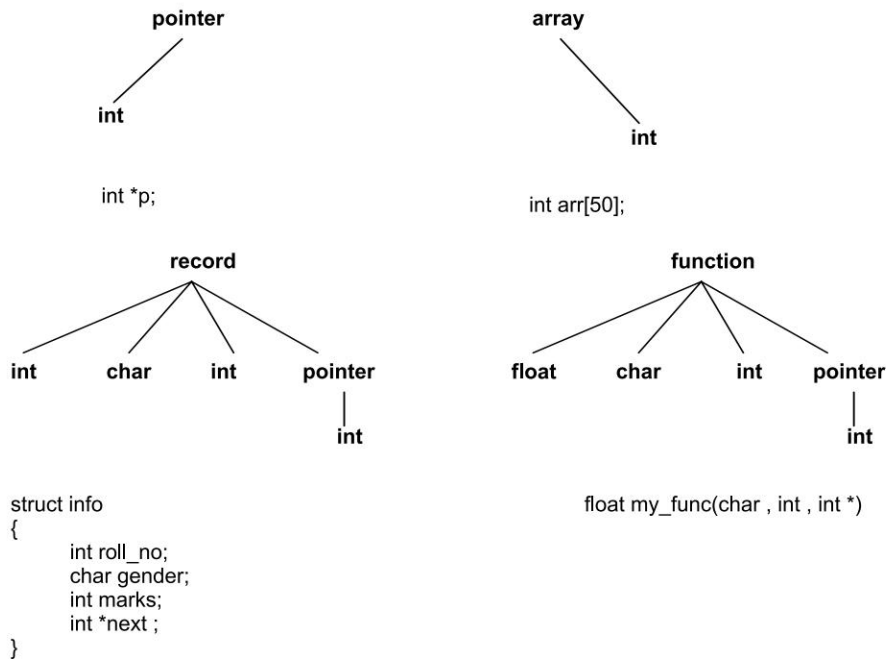 pointer
int
int *p;
array
int
int arr[50];
record
int char int pointer
int
struct info
{
int roll_no;
char gender;
int marks;
int *next ;
}
function
float char int pointer
int
float my_func(char , int , int *)